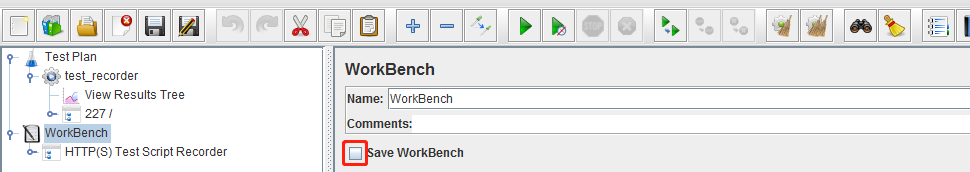 Test Plan
test_recorder
View Results Tree
227 /
WorkBench
HTTP(S) Test Script Recorder
WorkBench
Name: WorkBench
Comments:
Save WorkBench